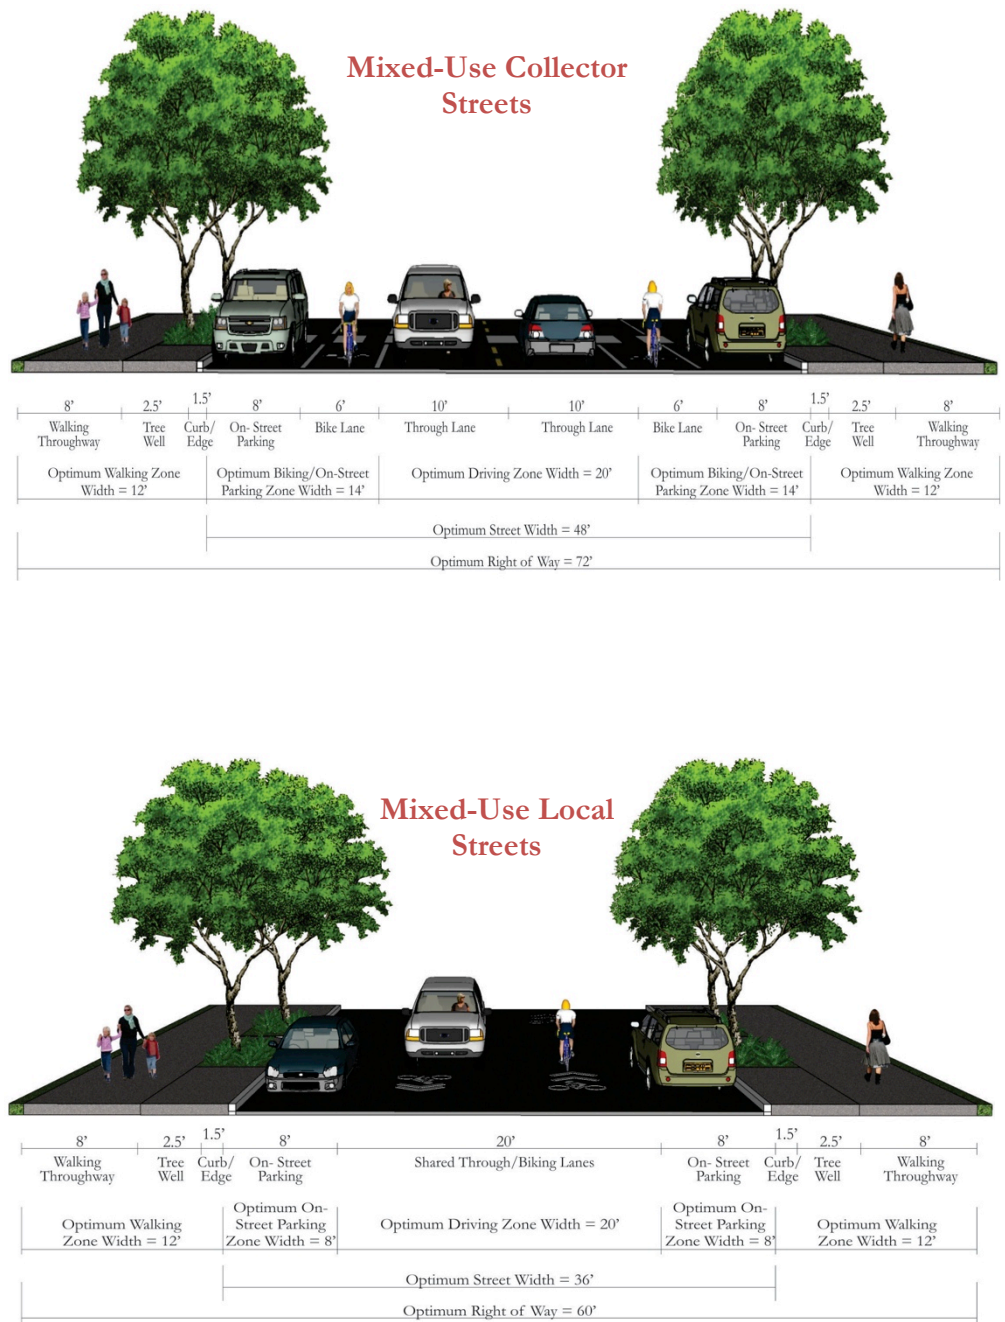 Mixed-Use Collector
Streets
8’ 2.5’ 1.5’ 8’ 6’ 10’ 10’ 6’ 8’ 1.5’ 2.5’ 8’
Walking Tree Curb/ On- Street Bike Lane Through Lane Through Lane Bike Lane On- Street Curb/ Tree Walking
Throughway Well Edge Parking Parking Edge Well Throughway
Optimum Walking Zone Optimum Biking/On-Street Optimum Driving Zone Width = 20’ Optimum Biking/On-Street Optimum Walking Zone
Width = 12’ Parking Zone Width = 14’ Parking Zone Width = 14’ Width = 12’
Optimum Street Width = 48’
Optimum Right of Way = 72’
Mixed-Use Local
Streets
8’ 2.5’ 1.5’ 8’ 20’ 8’ 1.5’ 2.5’ 8’
Walking Tree Curb/ On- Street Shared Through/Biking Lanes On- Street Curb/ Tree Walking
Throughway Well Edge Parking Parking Edge Well Throughway
Optimum On- Optimum On-
Optimum Walking Street Parking Optimum Driving Zone Width = 20’ Street Parking Optimum Walking
Zone Width = 12’ Zone Width = 8’ Zone Width = 8’ Zone Width = 12’
Optimum Street Width = 36’
Optimum Right of Way = 60’